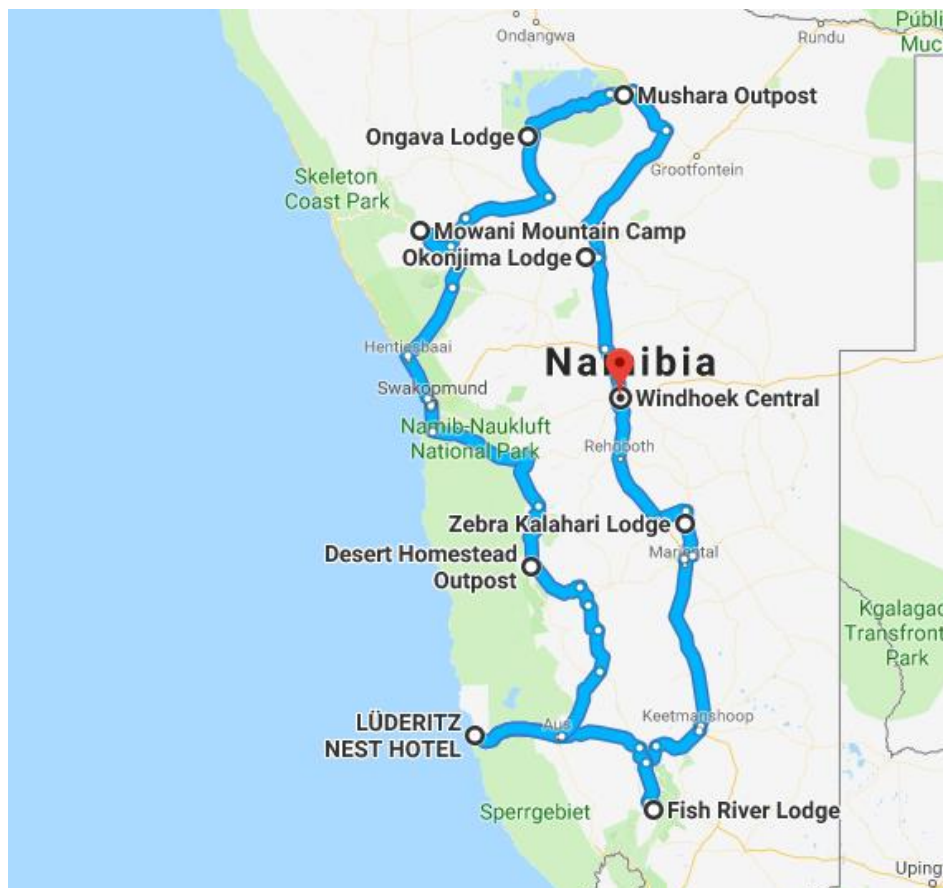 Ondangwa
Rundu
Públi
Muc
Mushara Outpost
Ongava Lodge
Grootfontein
Skeleton
Coast Park
Mowani Mountain Camp
Okonjima Lodge
Hentiesbaai
Namibia
Swakopmund
Windhoek Central
Namib-Naukluft
National Park
Rehoboth
Zebra Kalahari Lodge
Desert Homestead
Outpost
Mariental
Kgalagad
Transfront
Park
LÜDERITZ
NEST HOTEL
Aus
Keetmanshoop
Sperrgebiet
Fish River Lodge
Uping